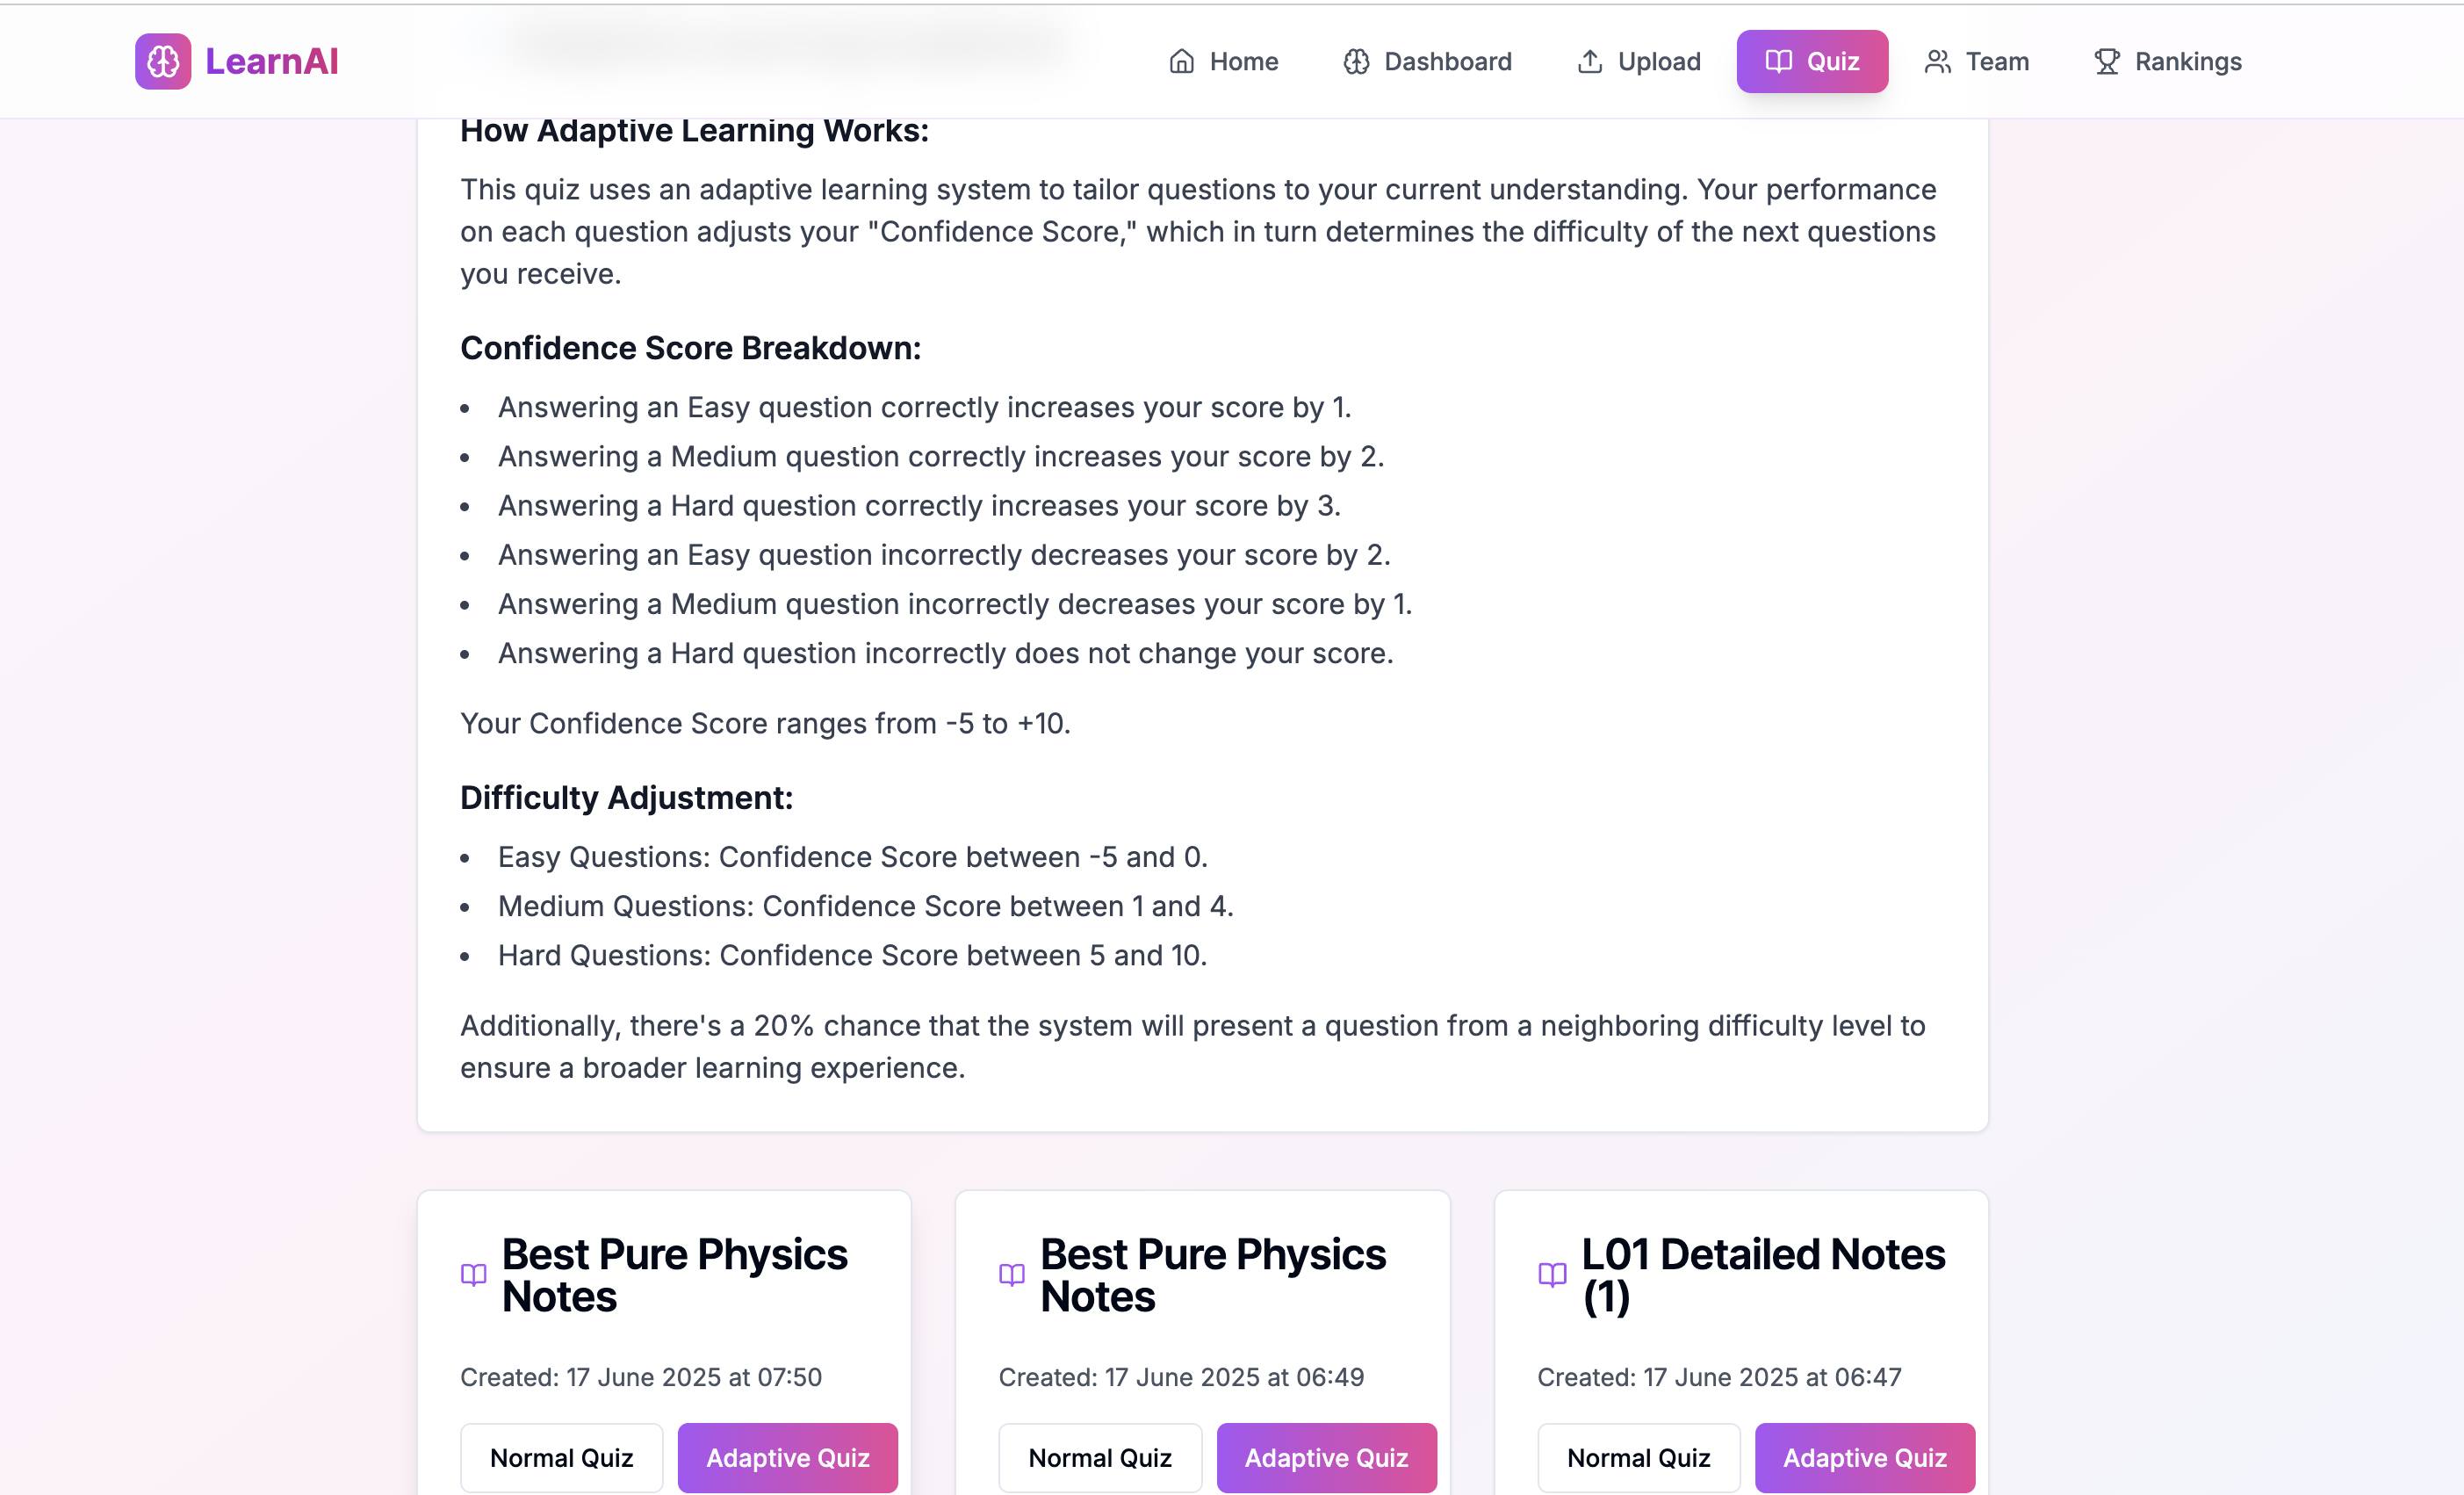 LearnAI
Home
Dashboard
Upload
Quiz
Team
Rankings
How Adaptive Learning Works:
This quiz uses an adaptive learning system to tailor questions to your current understanding. Your performance
on each question adjusts your "Confidence Score," which in turn determines the difficulty of the next questions
you receive.
Confidence Score Breakdown:
• Answering an Easy question correctly increases your score by 1.
• Answering a Medium question correctly increases your score by 2.
• Answering a Hard question correctly increases your score by 3.
• Answering an Easy question incorrectly decreases your score by 2.
• Answering a Medium question incorrectly decreases your score by 1.
• Answering a Hard question incorrectly does not change your score.
Your Confidence Score ranges from -5 to +10.
Difficulty Adjustment:
• Easy Questions: Confidence Score between -5 and 0.
• Medium Questions: Confidence Score between 1 and 4.
• Hard Questions: Confidence Score between 5 and 10.
Additionally, there's a 20% chance that the system will present a question from a neighboring difficulty level to
ensure a broader learning experience.
Best Pure Physics
Notes
Created: 17 June 2025 at 07:50
Normal Quiz
Adaptive Quiz
Best Pure Physics
Notes
Created: 17 June 2025 at 06:49
Normal Quiz
Adaptive Quiz
L01 Detailed Notes
(1)
Created: 17 June 2025 at 06:47
Normal Quiz
Adaptive Quiz